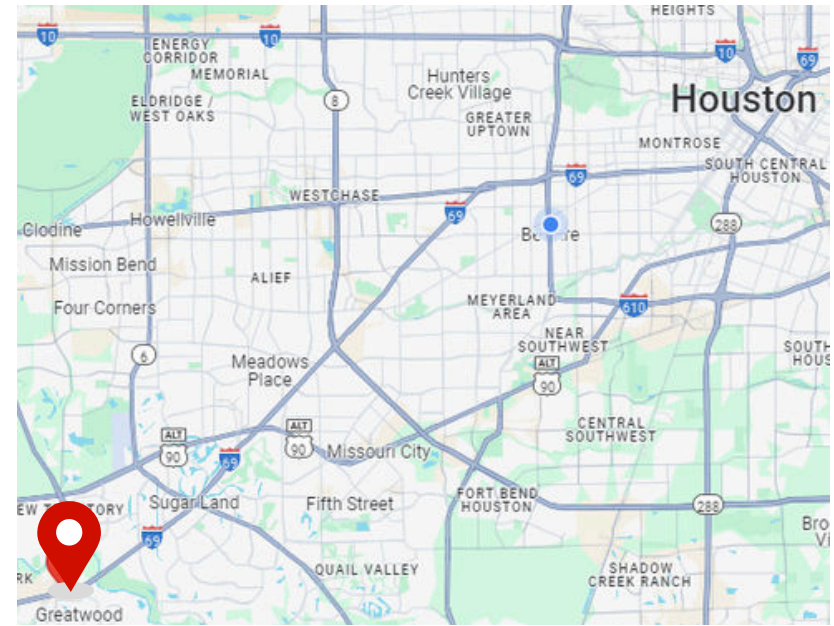 HEIGHTS
10
10
10
69
ENERGY
CORRIDOR
MEMORIAL
Hunters
Creek Village
8
ELDRIDGE /
WEST OAKS
Houston
GREATER
UPTOWN
MONTROSE
SOUTH CENTRAL
HOUSTON
69
WESTCHASE
69
288
Clodine
Howellville
Mission Bend
ALIEF
Four Corners
MEYERLAND
AREA
610
NEAR
SOUTHWEST
6
Meadows
Place
ALT
90
ALT
90
ALT
90
CENTRAL
SOUTHWEST
69
Missouri City
Sugar Land
Fifth Street
FORT BEND
HOUSTON
288
69
QUAIL VALLEY
SHADOW
CREEK RANCH
Greatwood